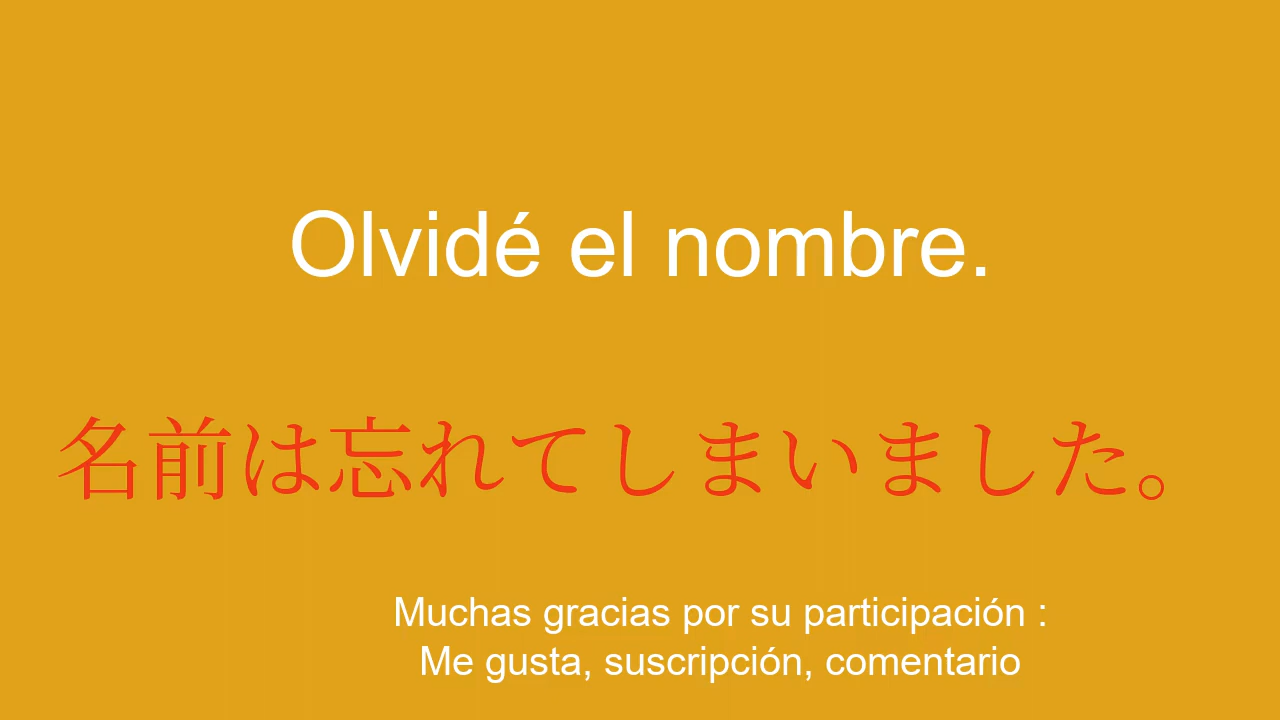 Olvidé el nombre.
名前は忘れてしまいました。
Muchas gracias por su participación :
Me gusta, suscripción, comentario